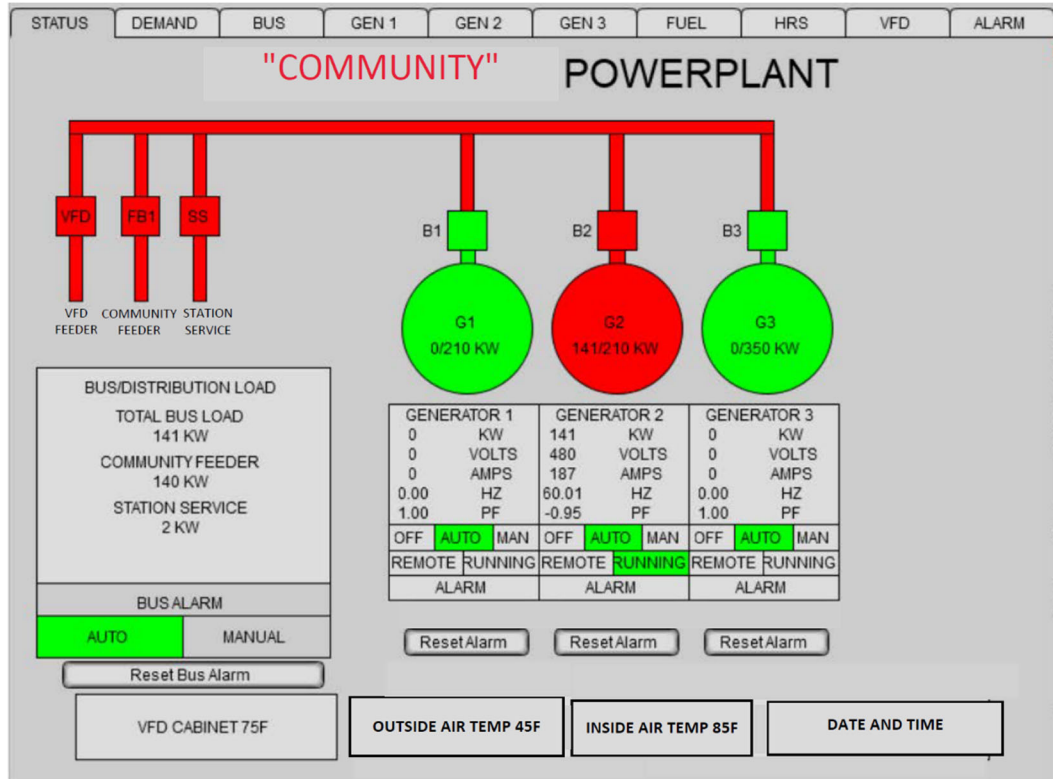 STATUS DEMAND BUS GEN 1 GEN 2 GEN 3 FUEL HRS VFD ALARM
"COMMUNITY" POWERPLANT
VFD FB1 SS
B1 B2 B3
VFD FEEDER
COMMUNITY FEEDER
STATION SERVICE
G1
0/210 KW
G2
141/210 KW
G3
0/350 KW
BUS/DISTRIBUTION LOAD
TOTAL BUS LOAD
141 KW
COMMUNITY FEEDER
140 KW
STATION SERVICE
2 KW
BUS ALARM
AUTO MANUAL
Reset Bus Alarm
GENERATOR 1
0 KW
0 VOLTS
0 AMPS
0.00 HZ
1.00 PF
OFF AUTO MAN
REMOTE RUNNING
ALARM
Reset Alarm
GENERATOR 2
141 KW
480 VOLTS
187 AMPS
60.01 HZ
-0.95 PF
OFF AUTO MAN
REMOTE RUNNING
ALARM
Reset Alarm
GENERATOR 3
0 KW
0 VOLTS
0 AMPS
0.00 HZ
1.00 PF
OFF AUTO MAN
REMOTE RUNNING
ALARM
Reset Alarm
VFD CABINET 75F
OUTSIDE AIR TEMP 45F
INSIDE AIR TEMP 85F
DATE AND TIME